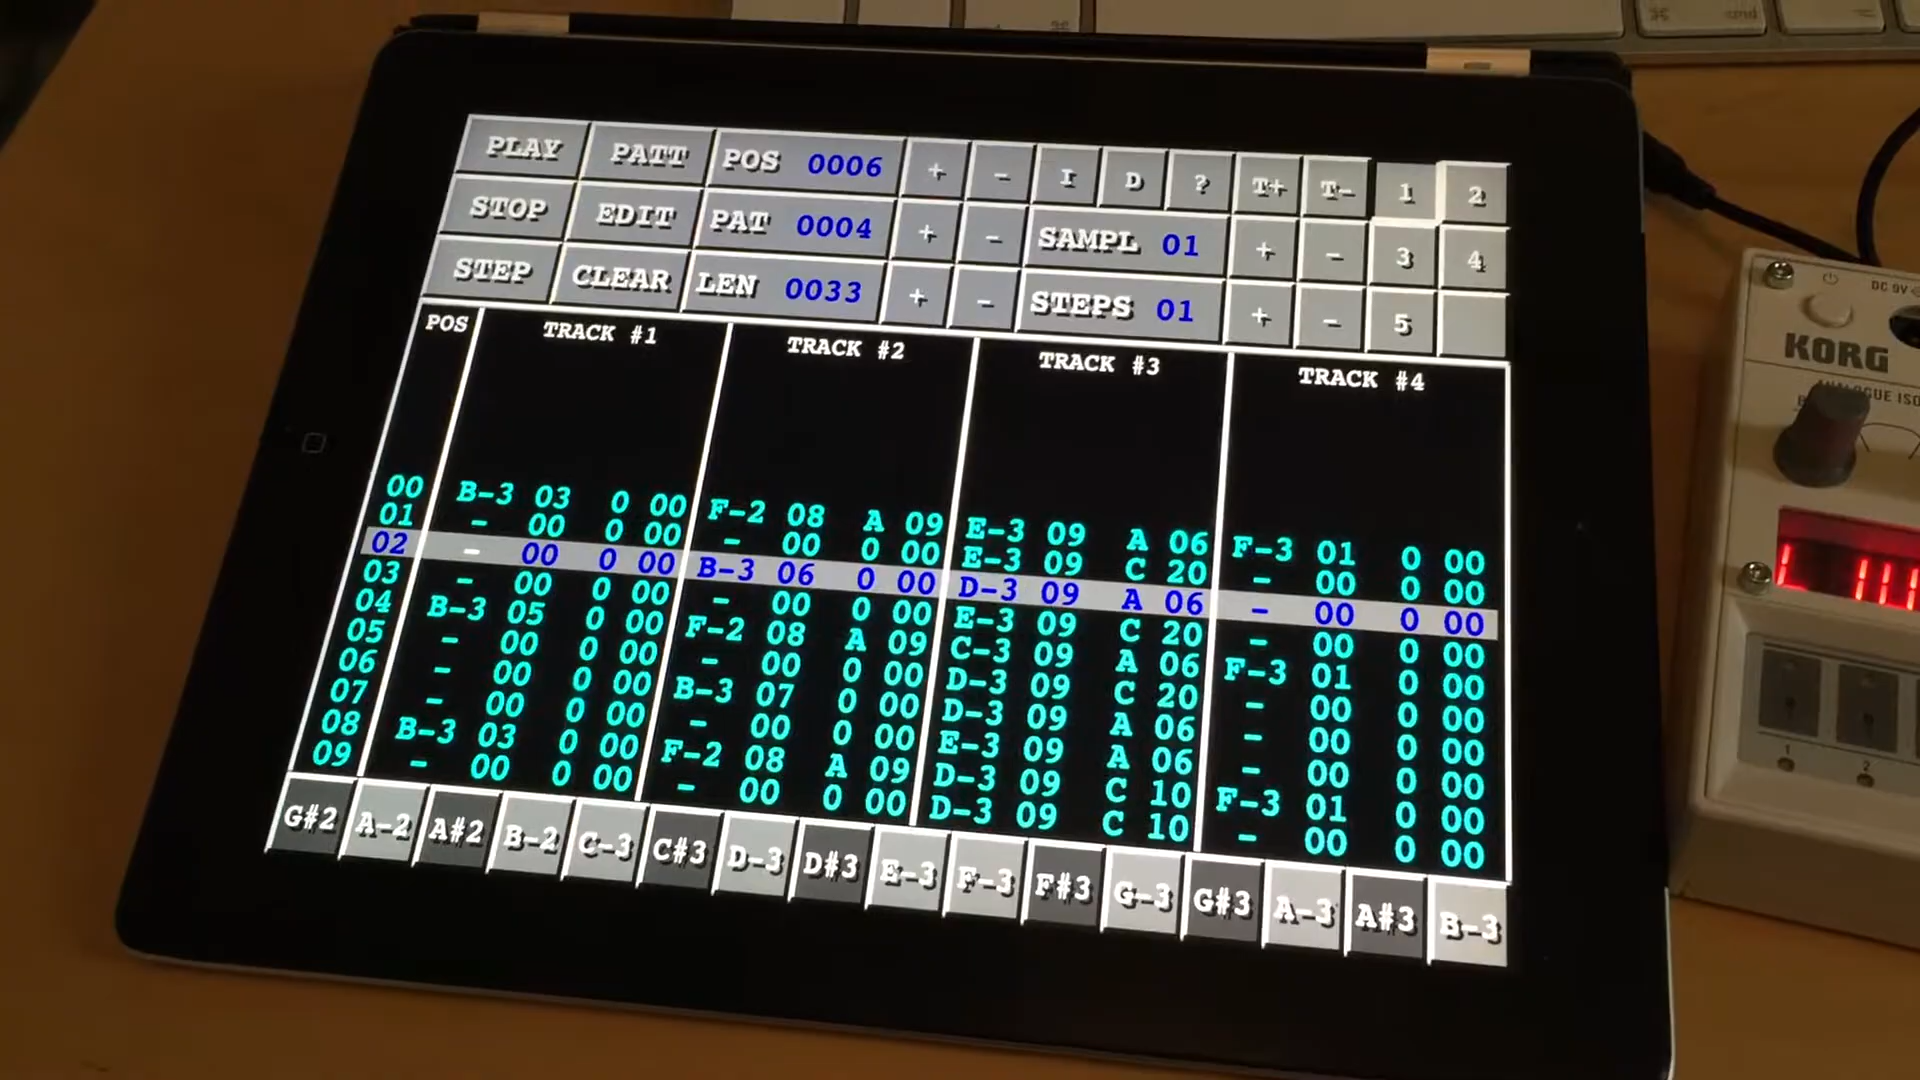 PLAY PATT POS 0006 + - I D ? T+ T- 1 2
STOP EDIT PAT 0004 + - SAMPL 01 + - 3 4
STEP CLEAR LEN 0033 + - STEPS 01 + - 5
POS TRACK #1 TRACK #2 TRACK #3 TRACK #4
00 B-3 03 0 00 F-2 08 A 09 E-3 09 A 06 F-3 01 0 00
01 - 00 0 00 - 00 0 00 E-3 09 C 20 - 00 0 00
02 - 00 0 00 B-3 06 0 00 D-3 09 A 06 - 00 0 00
03 - 00 0 00 - 00 0 00 E-3 09 C 20 - 00 0 00
04 B-3 05 0 00 F-2 08 A 09 C-3 09 A 06 F-3 01 0 00
05 - 00 0 00 - 00 0 00 D-3 09 C 20 - 00 0 00
06 - 00 0 00 B-3 07 0 00 D-3 09 A 06 - 00 0 00
07 - 00 0 00 - 00 0 00 E-3 09 A 06 - 00 0 00
08 B-3 03 0 00 F-2 08 A 09 D-3 09 C 10 F-3 01 0 00
09 - 00 0 00 - 00 0 00 D-3 09 C 10 - 00 0 00
G#2 A-2 A#2 B-2 C-3 C#3 D-3 D#3 E-3 F-3 F#3 G-3 G#3 A-3 A#3 B-3
DC 9V
KORG
1 2